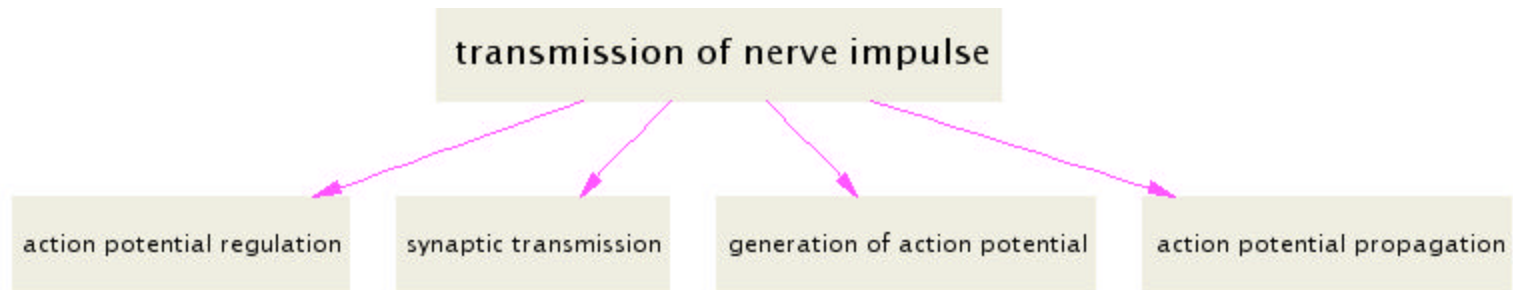 transmission of nerve impulse
action potential regulation
synaptic transmission
generation of action potential
action potential propagation